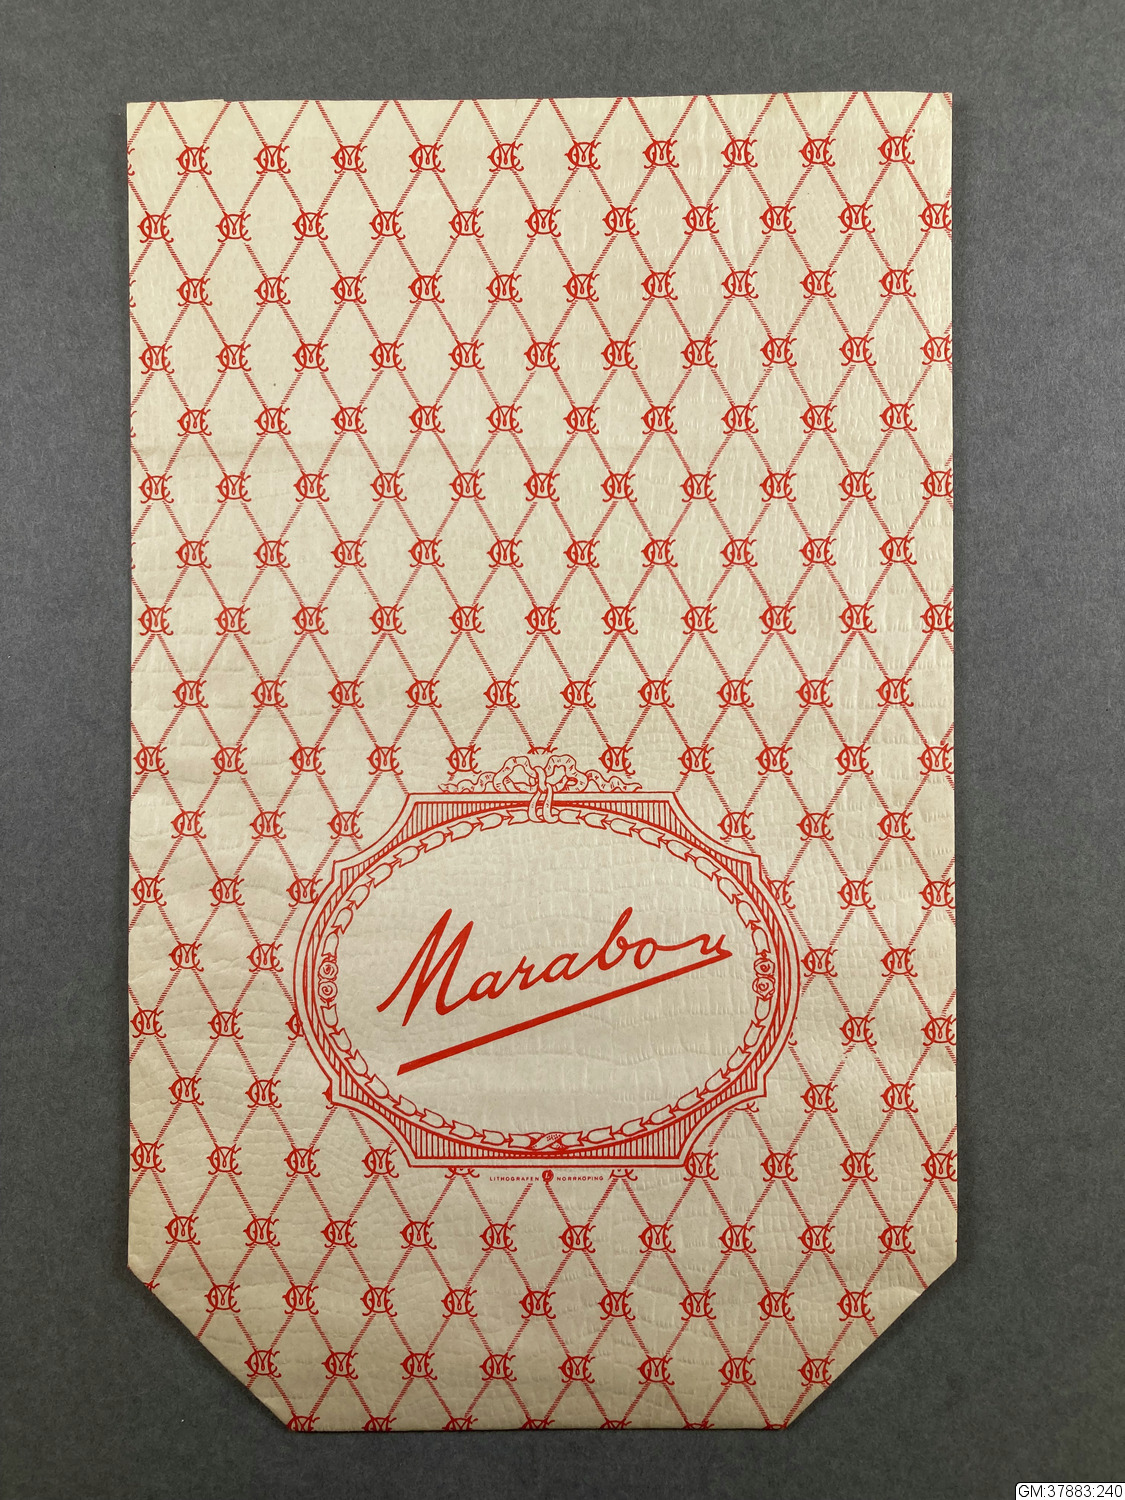 Marabou
LITHOGRAFEN NORRKÖPING
GM:37883:240